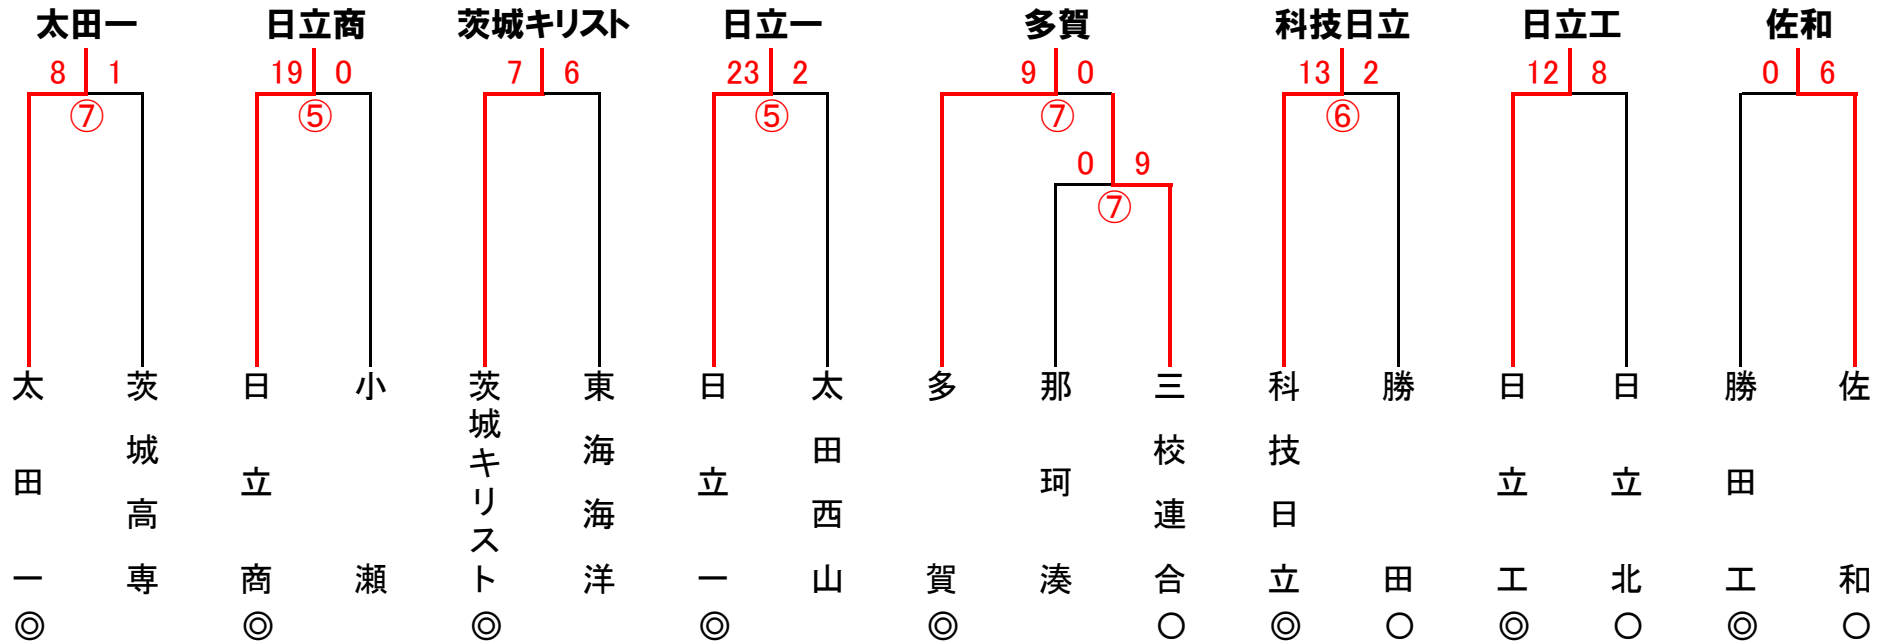 太田一 日立商 茨城キリスト 日立一 多賀 科技日立 日立工 佐和
8 1 19 0 7 6 23 2 9 0 13 2 12 8 0 6
⑦ ⑤ ⑤ ⑦ ⑥
0 9
⑦
太田一
茨城高専
日立商
小瀬
茨城キリスト
東海海洋
日立一
太田西山
多賀
那珂湊
三校連合
科技日立
勝田
日立工
日立北
勝田工
佐和
◎ ◎ ◎ ◎ ◎ ○ ◎ ○ ◎ ○ ◎ ○